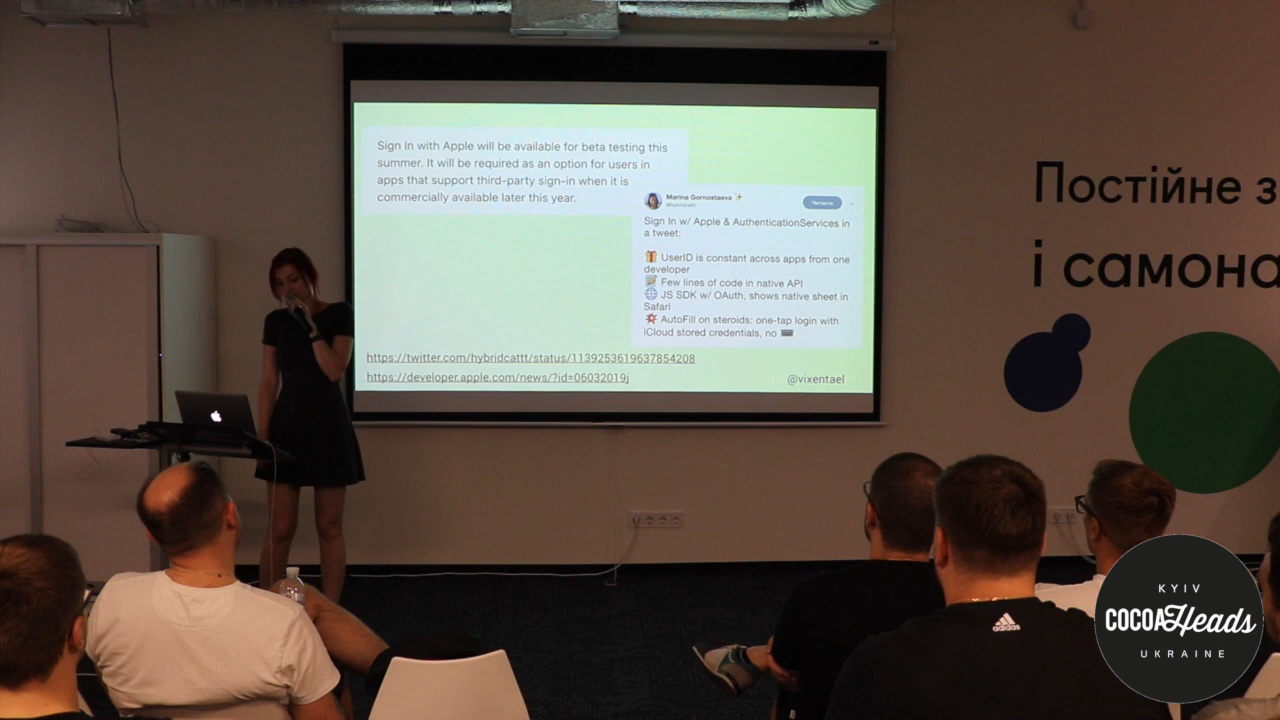 Sign In with Apple will be available for beta testing this
summer. It will be required as an option for users in
apps that support third-party sign-in when it is
commercially available later this year.
Marina Gornostaeva ✨
@hybridcattt
Читати
Sign In w/ Apple & AuthenticationServices in
a tweet:
🎁 UserID is constant across apps from one
developer
📝 Few lines of code in native API
🌐 JS SDK w/ OAuth, shows native sheet in
Safari
💥 AutoFill on steroids: one-tap login with
iCloud stored credentials, no ⌨️
https://twitter.com/hybridcattt/status/1139253619637854208
https://developer.apple.com/news/?id=06032019j
@vixentael
Постійне з
і самона
adidas
KYIV
COCOAHeads
UKRAINE